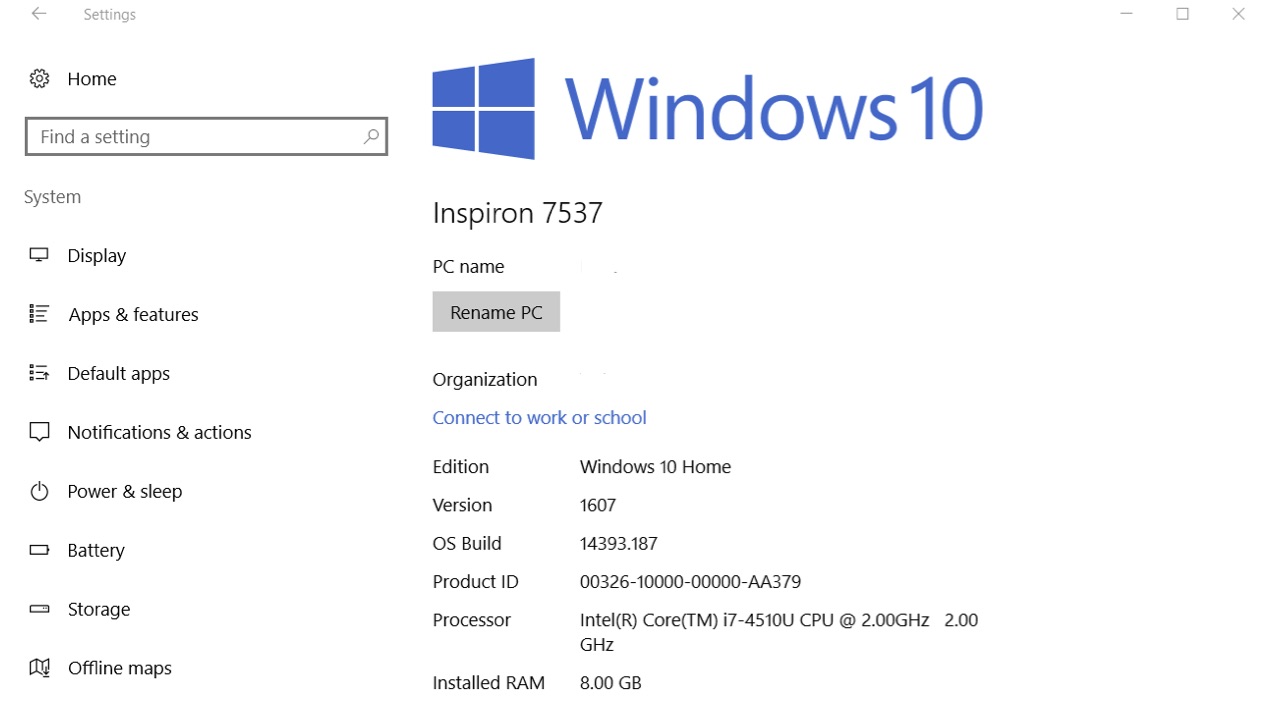 Settings
Home
Find a setting
System
Display
Apps & features
Default apps
Notifications & actions
Power & sleep
Battery
Storage
Offline maps
Windows 10
Inspiron 7537
PC name
Rename PC
Organization
Connect to work or school
Edition Windows 10 Home
Version 1607
OS Build 14393.187
Product ID 00326-10000-00000-AA379
Processor Intel(R) Core(TM) i7-4510U CPU @ 2.00GHz 2.00
GHz
Installed RAM 8.00 GB